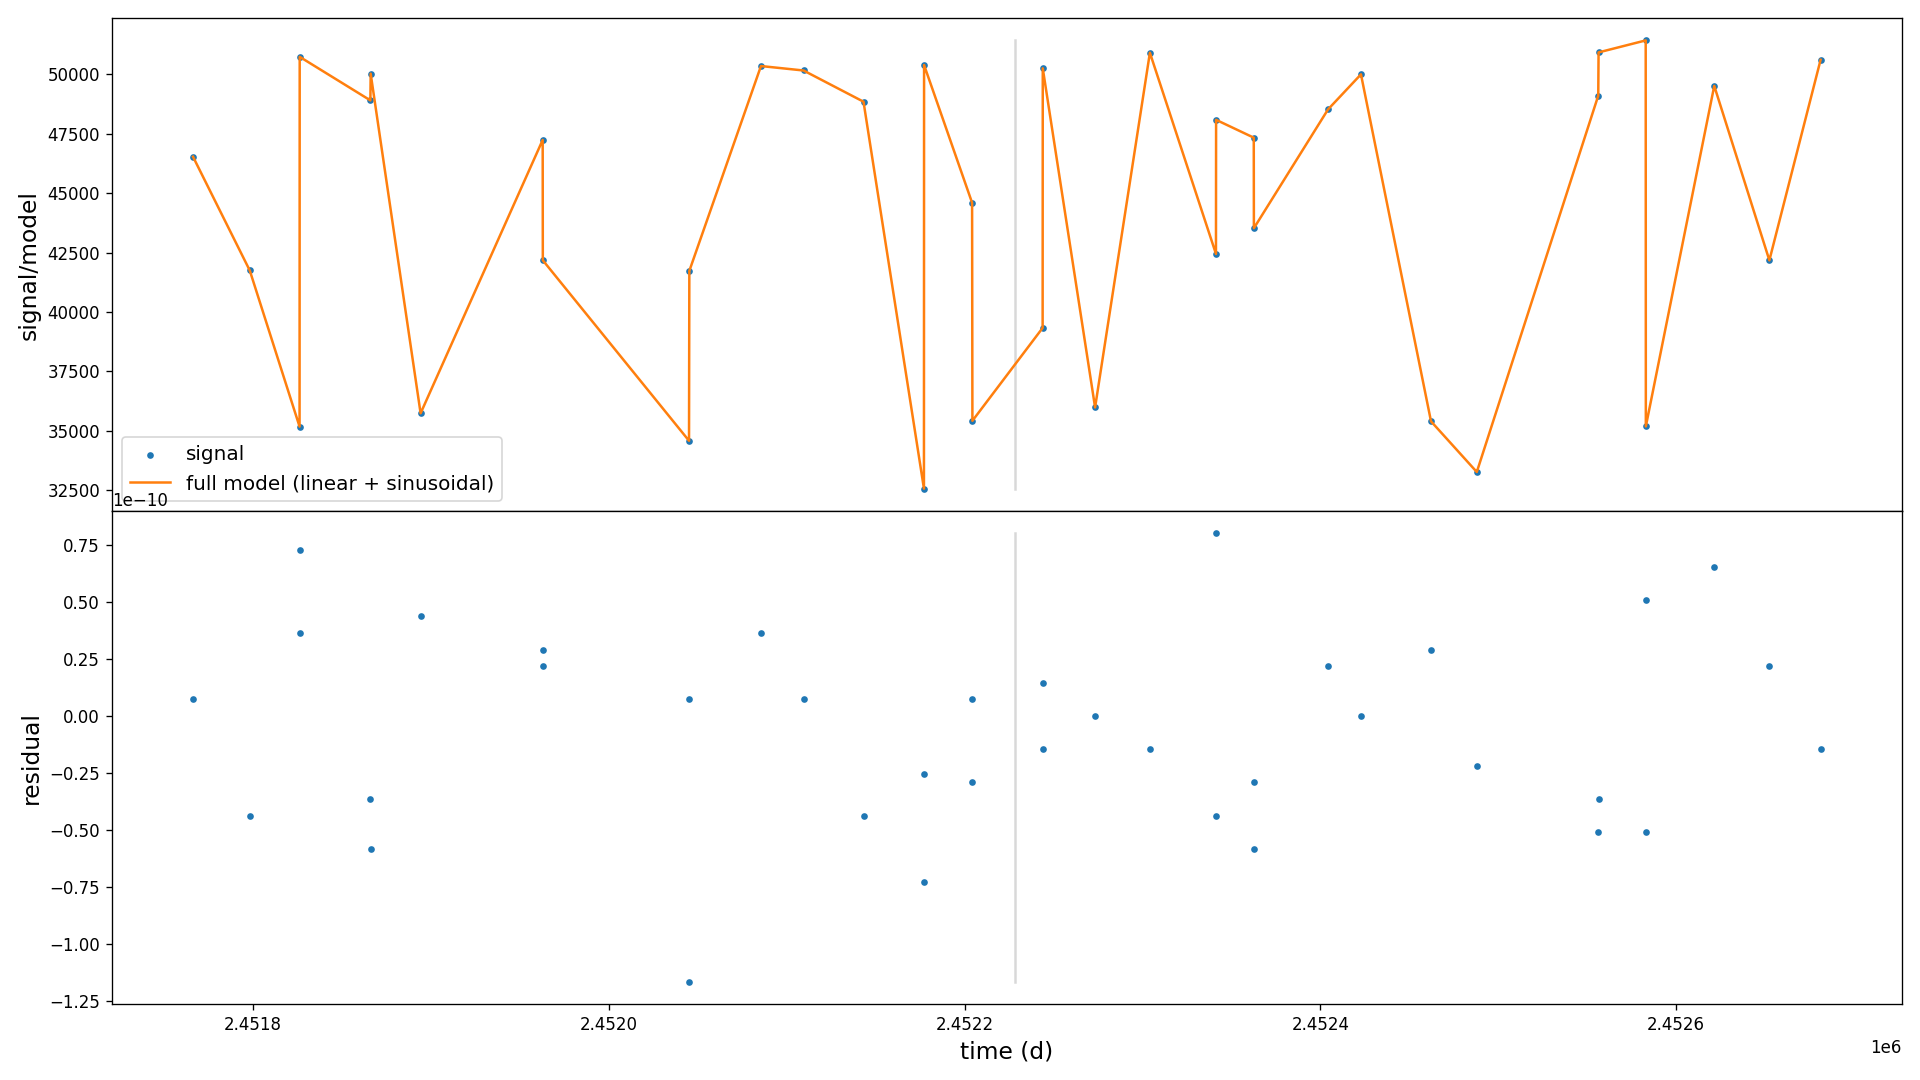 50000
47500
45000
42500
40000
37500
35000
32500
signal/model
signal
full model (linear + sinusoidal)
1e−10
0.75
0.50
0.25
0.00
−0.25
−0.50
−0.75
−1.00
−1.25
residual
2.4518 2.4520 2.4522 2.4524 2.4526
time (d)
1e6